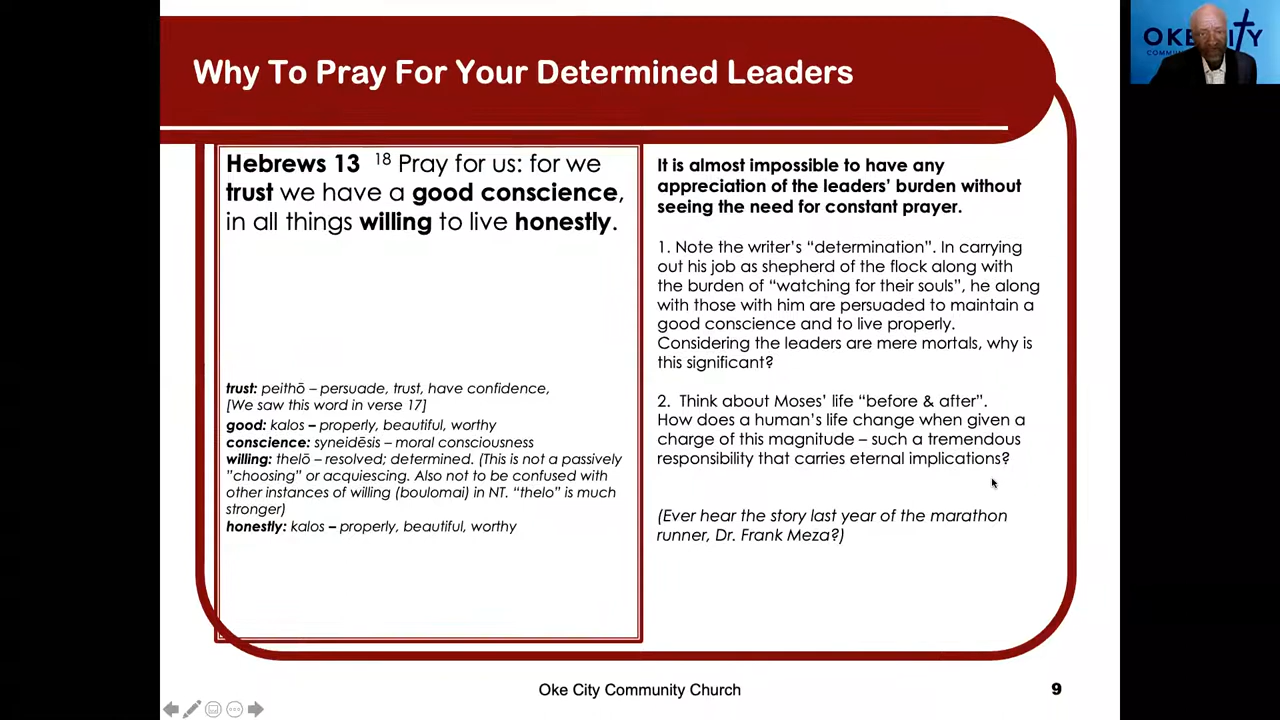 Why To Pray For Your Determined Leaders
Hebrews 13 18 Pray for us: for we
trust we have a good conscience,
in all things willing to live honestly.
trust: peithō – persuade, trust, have confidence,
[We saw this word in verse 17]
good: kalos – properly, beautiful, worthy
conscience: syneidēsis – moral consciousness
willing: thelō – resolved; determined. (This is not a passively
"choosing" or acquiescing. Also not to be confused with
other instances of willing (boulomai) in NT. "thelo" is much
stronger)
honestly: kalos – properly, beautiful, worthy
It is almost impossible to have any
appreciation of the leaders' burden without
seeing the need for constant prayer.
1. Note the writer's "determination". In carrying
out his job as shepherd of the flock along with
the burden of "watching for their souls", he along
with those with him are persuaded to maintain a
good conscience and to live properly.
Considering the leaders are mere mortals, why is
this significant?
2. Think about Moses' life "before & after".
How does a human's life change when given a
charge of this magnitude – such a tremendous
responsibility that carries eternal implications?
(Ever hear the story last year of the marathon
runner, Dr. Frank Meza?)
Oke City Community Church
9